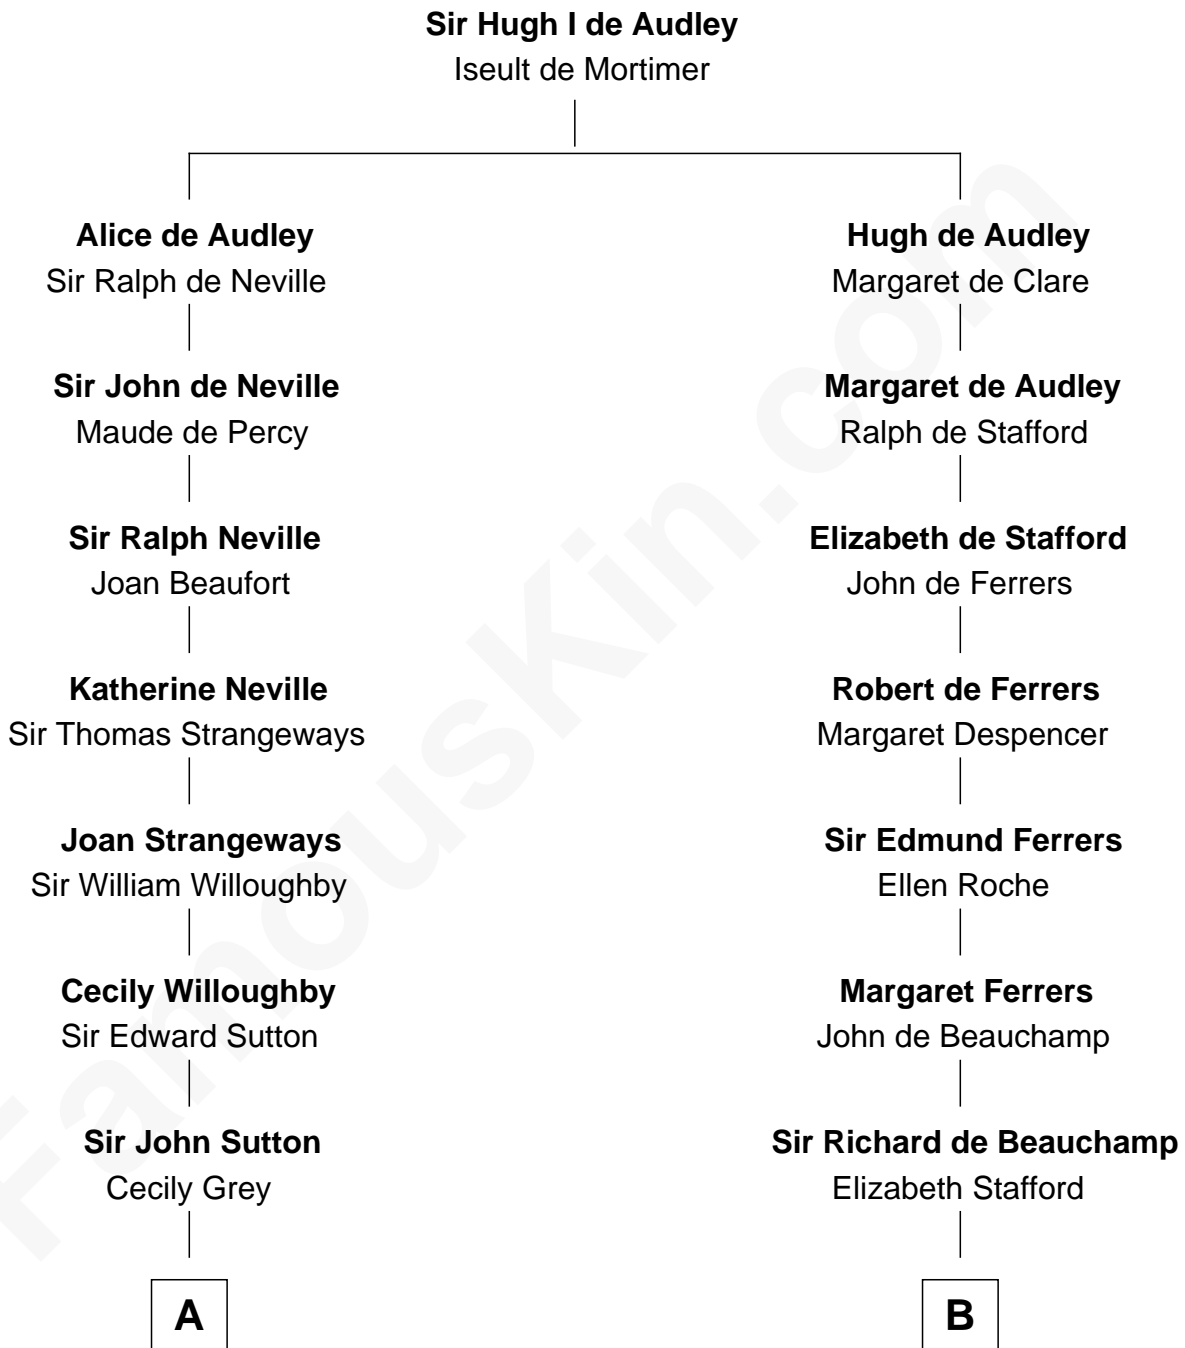 Sir Hugh I de Audley
Iseult de Mortimer
Alice de Audley
Sir Ralph de Neville
Hugh de Audley
Margaret de Clare
Sir John de Neville
Maude de Percy
Margaret de Audley
Ralph de Stafford
Sir Ralph Neville
Joan Beaufort
Elizabeth de Stafford
John de Ferrers
Katherine Neville
Sir Thomas Strangeways
Robert de Ferrers
Margaret Despencer
Joan Strangeways
Sir William Willoughby
Sir Edmund Ferrers
Ellen Roche
Cecily Willoughby
Sir Edward Sutton
Margaret Ferrers
John de Beauchamp
Sir John Sutton
Cecily Grey
Sir Richard de Beauchamp
Elizabeth Stafford
A
B
FamousKin.com